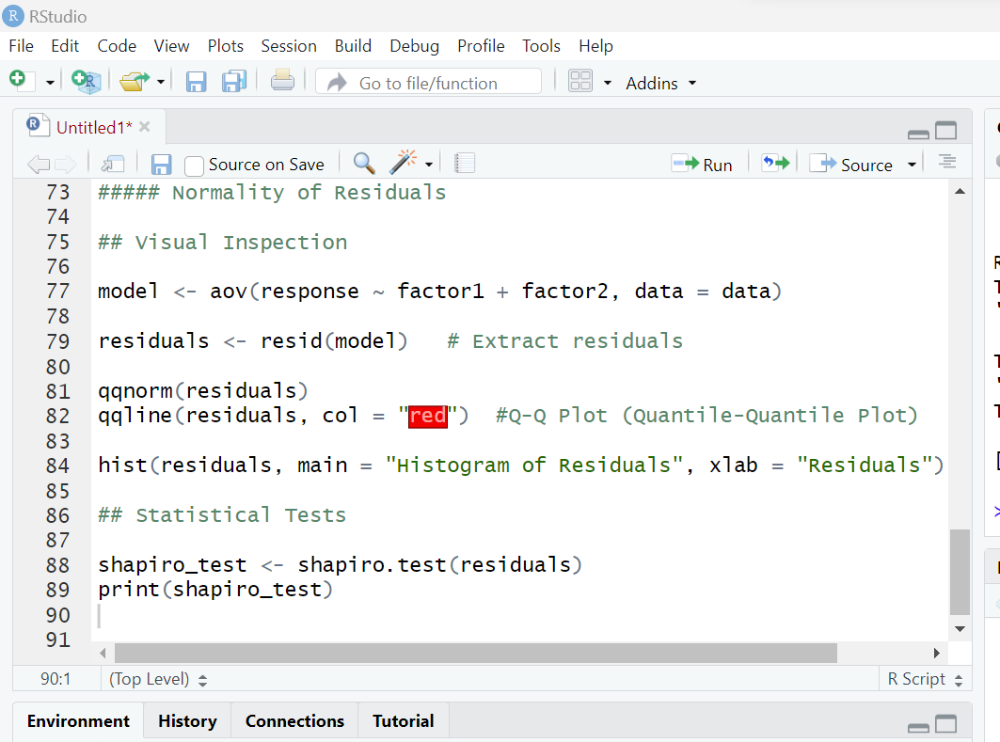 R RStudio
File Edit Code View Plots Session Build Debug Profile Tools Help
Go to file/function Addins
Untitled1*
Source on Save Run Source
73 ##### Normality of Residuals
74
75 ## Visual Inspection
76
77 model <- aov(response ~ factor1 + factor2, data = data)
78
79 residuals <- resid(model) # Extract residuals
80
81 qqnorm(residuals)
82 qqline(residuals, col = "red") #Q-Q Plot (Quantile-Quantile Plot)
83
84 hist(residuals, main = "Histogram of Residuals", xlab = "Residuals")
85
86 ## Statistical Tests
87
88 shapiro_test <- shapiro.test(residuals)
89 print(shapiro_test)
90
91
90:1 (Top Level) R Script
Environment History Connections Tutorial